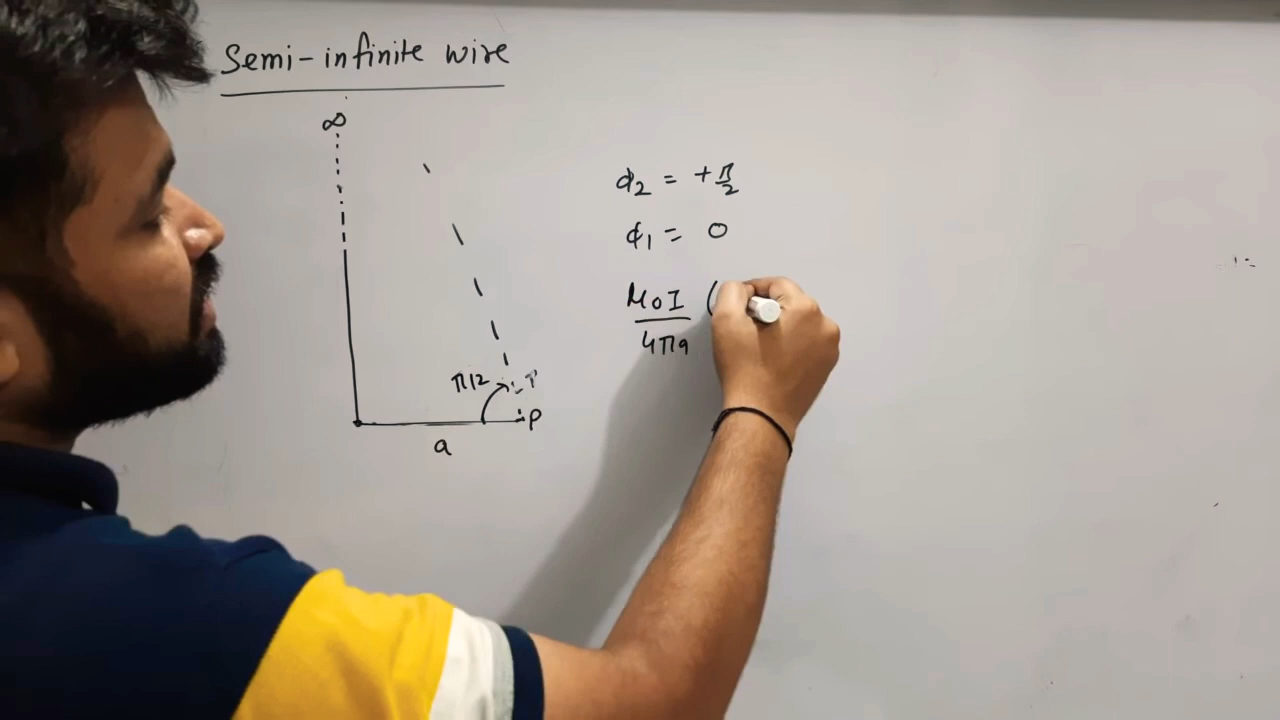 Semi-infinite wire
∞
ϕ2 = +π/2
ϕ1 = 0
μ0I (
4πa
π/2
P
a